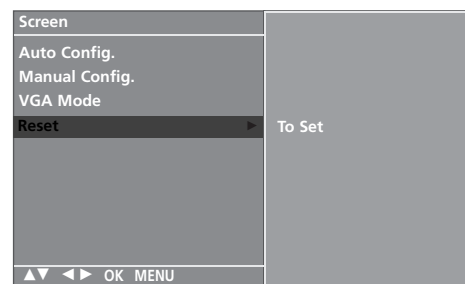 Screen
Auto Config.
Manual Config.
VGA Mode
Reset ► To Set
▲▼ ◄► OK MENU